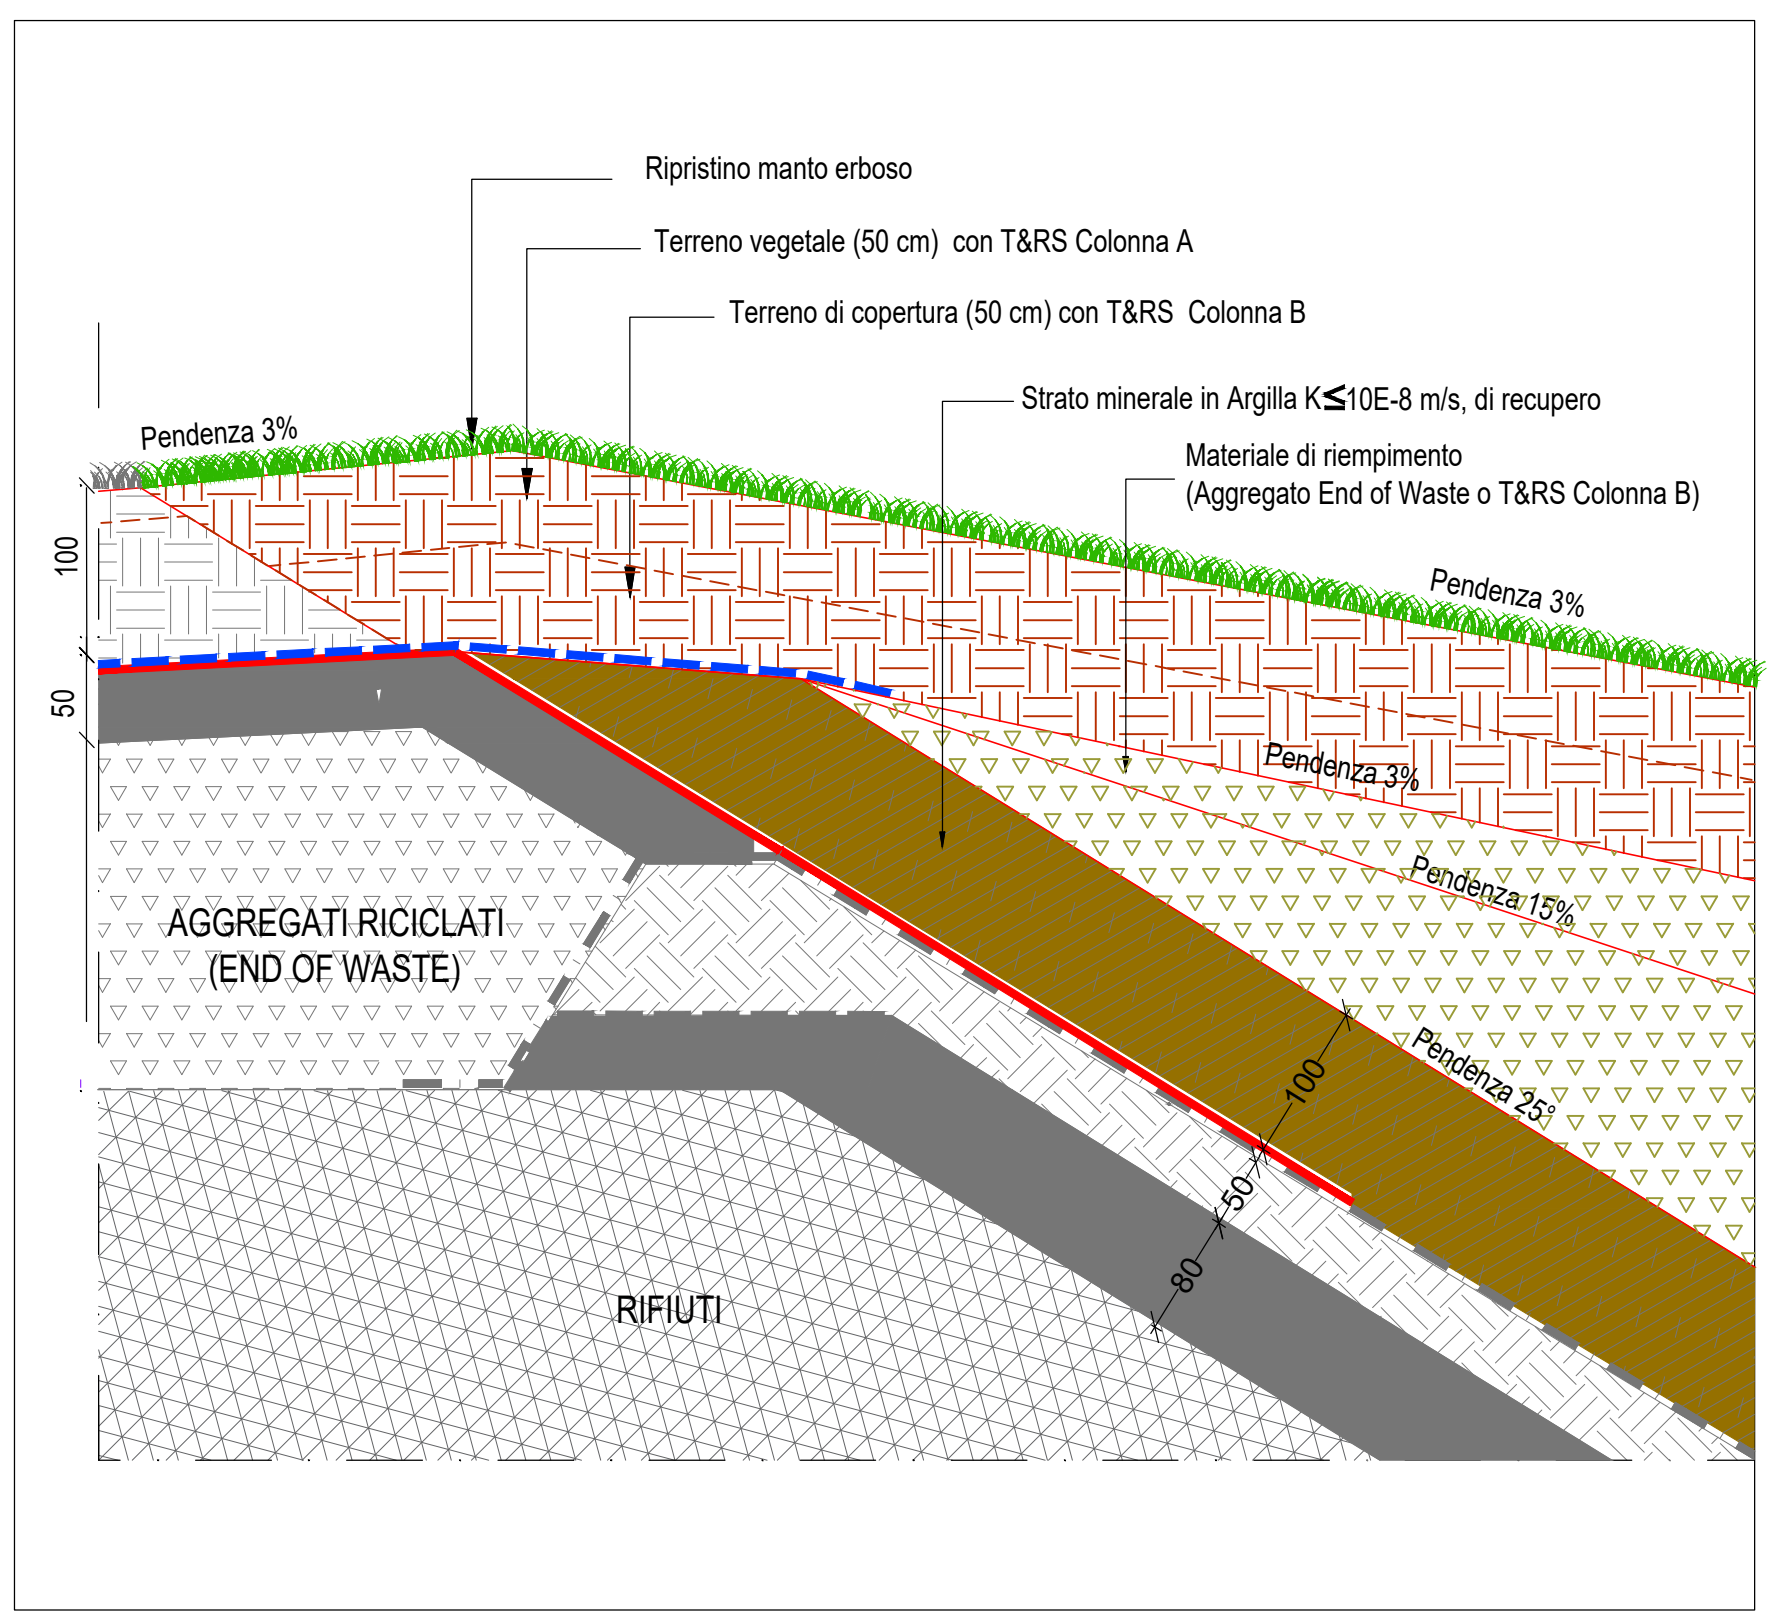 Ripristino manto erboso
Terreno vegetale (50 cm)  con T&RS Colonna A
Terreno di copertura (50 cm) con T&RS  Colonna B
Strato minerale in Argilla K≤10E-8 m/s, di recupero
Materiale di riempimento
(Aggregato End of Waste o T&RS Colonna B)
Pendenza 3%
Pendenza 3%
100
50
Pendenza 3%
Pendenza 15%
AGGREGATI RICICLATI
(END OF WASTE)
Pendenza 25°
100
50
80
RIFIUTI